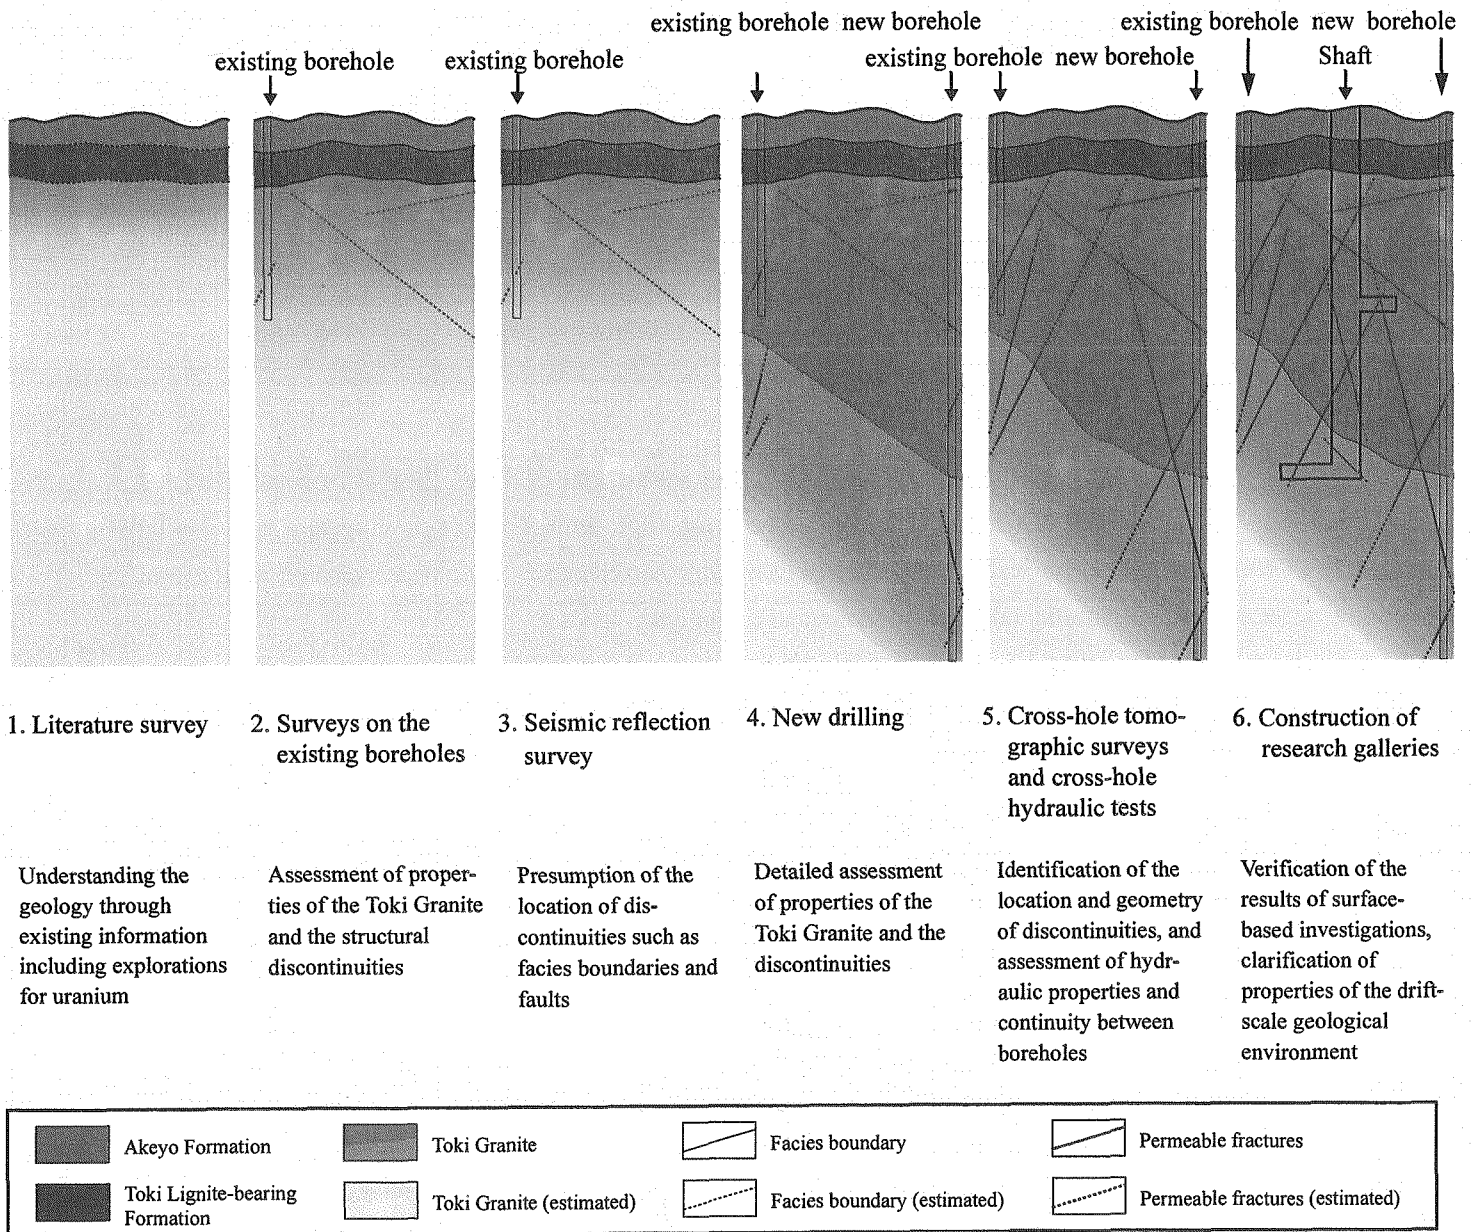 existing borehole new borehole
existing borehole new borehole
existing borehole
existing borehole
existing borehole new borehole
Shaft
1. Literature survey
2. Surveys on the
existing boreholes
3. Seismic reflection
survey
4. New drilling
5. Cross-hole tomo-
graphic surveys
and cross-hole
hydraulic tests
6. Construction of
research galleries
Understanding the
geology through
existing information
including explorations
for uranium
Assessment of proper-
ties of the Toki Granite
and the structural
discontinuities
Presumption of the
location of dis-
continuities such as
facies boundaries and
faults
Detailed assessment
of properties of the
Toki Granite and the
discontinuities
Identification of the
location and geometry
of discontinuities, and
assessment of hydr-
aulic properties and
continuity between
boreholes
Verification of the
results of surface-
based investigations,
clarification of
properties of the drift-
scale geological
environment
Akeyo Formation
Toki Granite
Facies boundary
Permeable fractures
Toki Lignite-bearing
Formation
Toki Granite (estimated)
Facies boundary (estimated)
Permeable fractures (estimated)